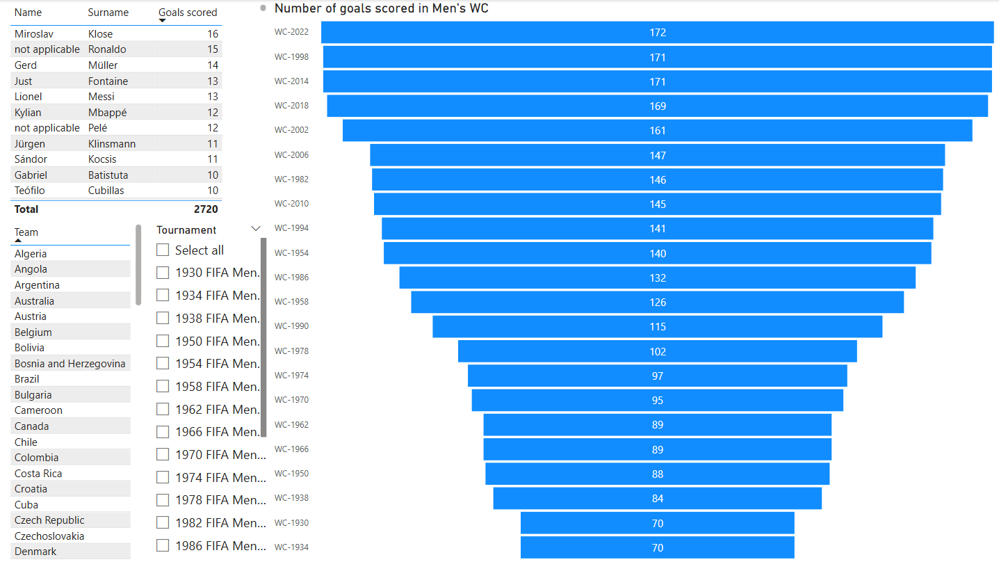 Name Surname Goals scored
Miroslav Klose 16
not applicable Ronaldo 15
Gerd Müller 14
Just Fontaine 13
Lionel Messi 13
Kylian Mbappé 12
not applicable Pelé 12
Jürgen Klinsmann 11
Sándor Kocsis 11
Gabriel Batistuta 10
Teófilo Cubillas 10
Total 2720
Team
Algeria
Angola
Argentina
Australia
Austria
Belgium
Bolivia
Bosnia and Herzegovina
Brazil
Bulgaria
Cameroon
Canada
Chile
Colombia
Costa Rica
Croatia
Cuba
Czech Republic
Czechoslovakia
Denmark
Tournament
Select all
1930 FIFA Men.
1934 FIFA Men.
1938 FIFA Men.
1950 FIFA Men.
1954 FIFA Men.
1958 FIFA Men.
1962 FIFA Men.
1966 FIFA Men.
1970 FIFA Men...
1974 FIFA Men...
1978 FIFA Men...
1982 FIFA Men...
1986 FIFA Men...
Number of goals scored in Men's WC
WC-2022 172
WC-1998 171
WC-2014 171
WC-2018 169
WC-2002 161
WC-2006 147
WC-1982 146
WC-2010 145
WC-1994 141
WC-1954 140
WC-1986 132
WC-1958 126
WC-1990 115
WC-1978 102
WC-1974 97
WC-1970 95
WC-1962 89
WC-1966 89
WC-1950 88
WC-1938 84
WC-1930 70
WC-1934 70